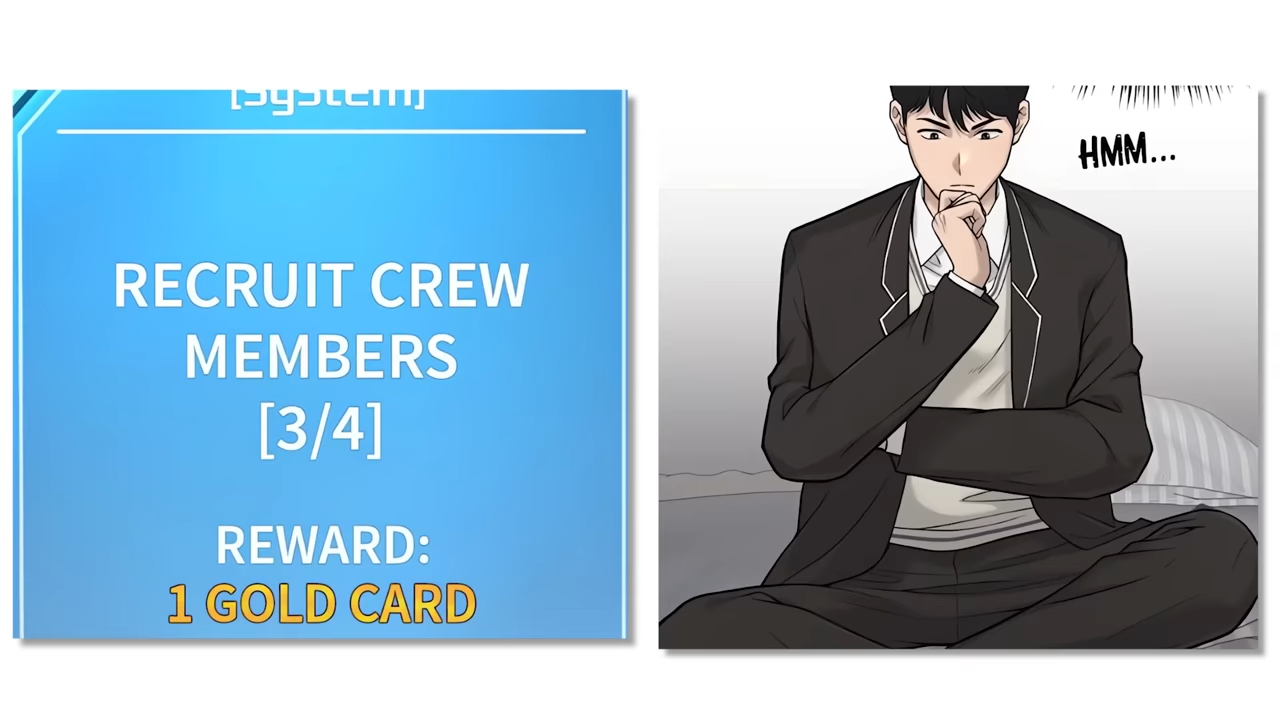 [System]
RECRUIT CREW
MEMBERS
[3/4]
REWARD:
1 GOLD CARD
HMM...